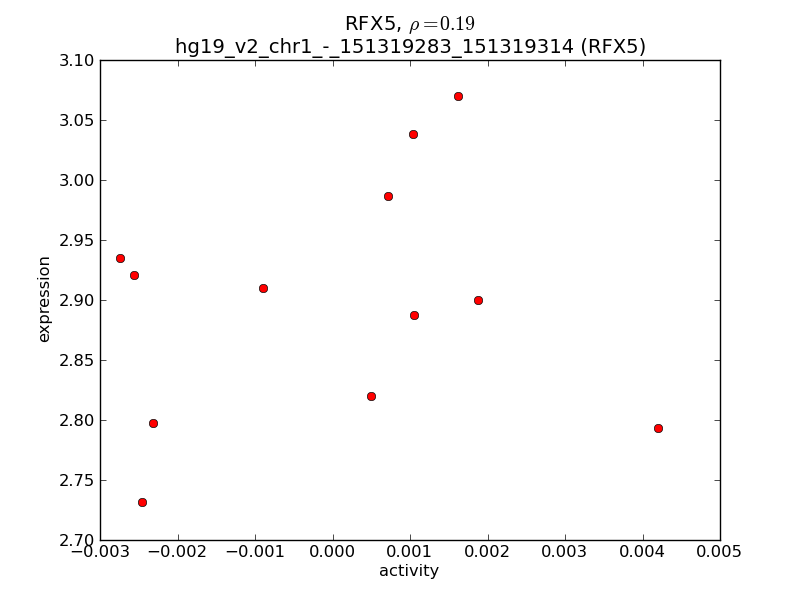 RFX5, ρ=0.19
hg19_v2_chr1_-_151319283_151319314 (RFX5)
3.10
3.05
3.00
2.95
2.90
2.85
2.80
2.75
2.70
expression
−0.003 −0.002 −0.001 0.000 0.001 0.002 0.003 0.004 0.005
activity